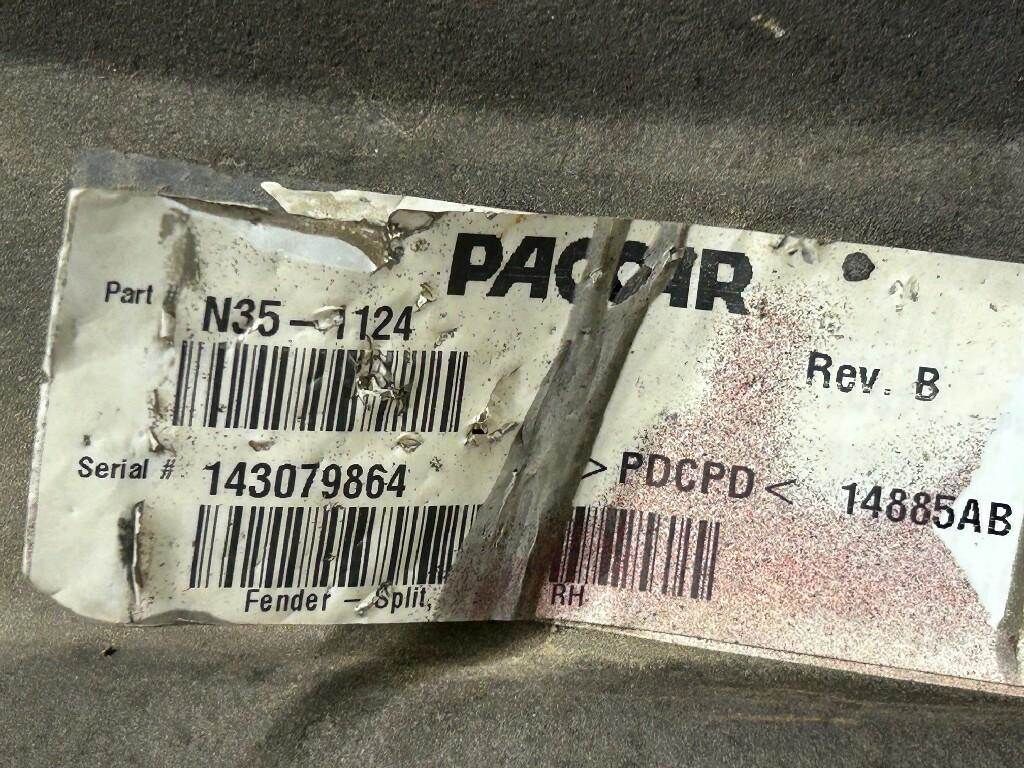 PACCAR
Part # N35-1124
Rev. B
Serial # 143079864 >PDCPD< 14885AB
Fender - Split, RH